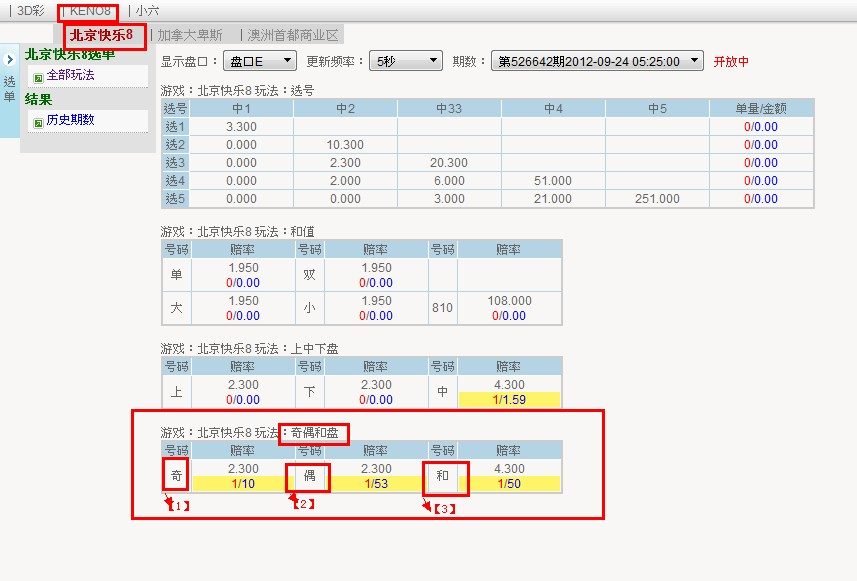 | 3D彩 | KENO8 | 小六
北京快乐8 | 加拿大卑斯 | 澳洲首都商业区
选单
北京快乐8选单
全部玩法
结果
历史期数
显示盘口： 盘口E 更新频率： 5秒 期数： 第526642期2012-09-24 05:25:00 开放中
游戏：北京快乐8 玩法：选号
选号 中1 中2 中33 中4 中5 单量/金额
选1 3.300 0/0.00
选2 0.000 10.300 0/0.00
选3 0.000 2.300 20.300 0/0.00
选4 0.000 2.000 6.000 51.000 0/0.00
选5 0.000 0.000 3.000 21.000 251.000 0/0.00
游戏：北京快乐8 玩法：和值
号码 赔率 号码 赔率 号码 赔率
单 1.950 0/0.00 双 1.950 0/0.00
大 1.950 0/0.00 小 1.950 0/0.00 810 108.000 0/0.00
游戏：北京快乐8 玩法：上中下盘
号码 赔率 号码 赔率 号码 赔率
上 2.300 0/0.00 下 2.300 0/0.00 中 4.300 1/1.59
游戏：北京快乐8 玩法：奇偶和盘
号码 赔率 号码 赔率 号码 赔率
奇 2.300 1/10 偶 2.300 1/53 和 4.300 1/50
【1】 【2】 【3】